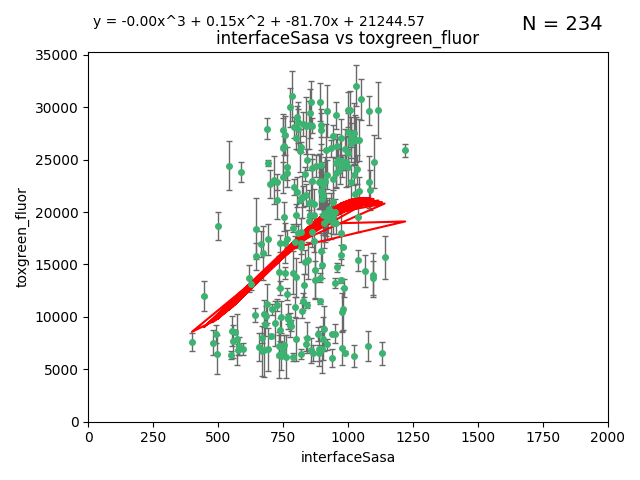 y = -0.00x^3 + 0.15x^2 + -81.70x + 21244.57
N = 234
interfaceSasa vs toxgreen_fluor
35000
30000
25000
20000
15000
10000
5000
0
toxgreen_fluor
0 250 500 750 1000 1250 1500 1750 2000
interfaceSasa